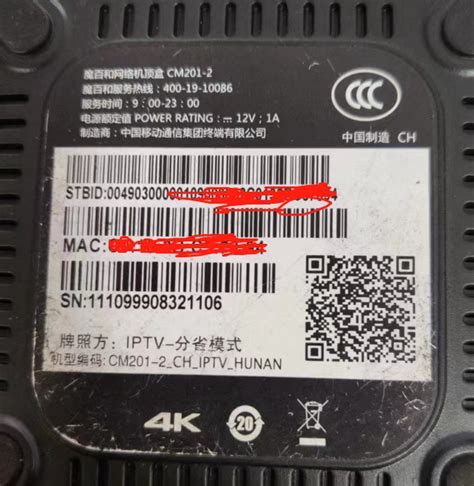 魔百和网络机顶盒 CM201-2
魔百和服务热线：400-19-10086
服务时间：9：00-23：00
电源额定值 POWER RATING：⎓ 12V；1A
制造商：中国移动通信集团终端有限公司
CCC
中国制造 CH
STBID:0049030000010
MAC:
SN:111099908321106
牌照方：IPTV-分省模式
机型编码:CM201-2_CH_IPTV_HUNAN
4K
20